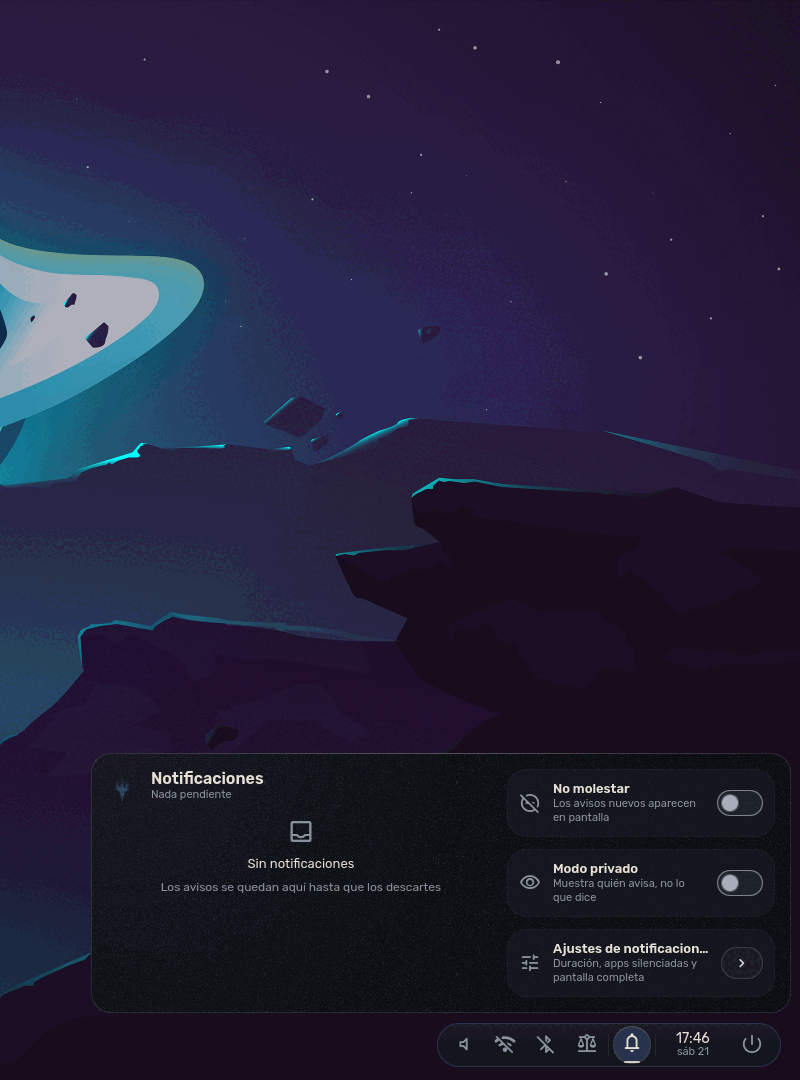 Notificaciones
Nada pendiente
Sin notificaciones
Los avisos se quedan aquí hasta que los descartes
No molestar
Los avisos nuevos aparecen
en pantalla
Modo privado
Muestra quién avisa, no lo
que dice
Ajustes de notificacion…
Duración, apps silenciadas y
pantalla completa
17:46
sáb 21